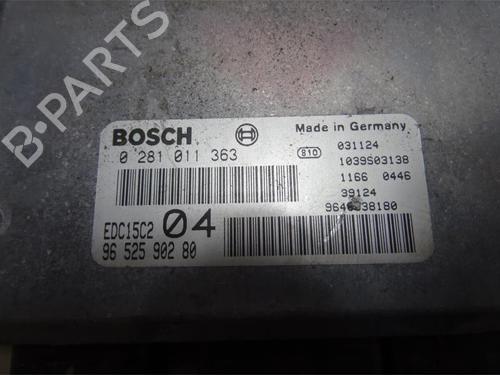 B-PARTS
BOSCH
Made in Germany
0 281 011 363
810
031124
1039S03138
1166 0446
39124
EDC15C2 04
96 525 902 80